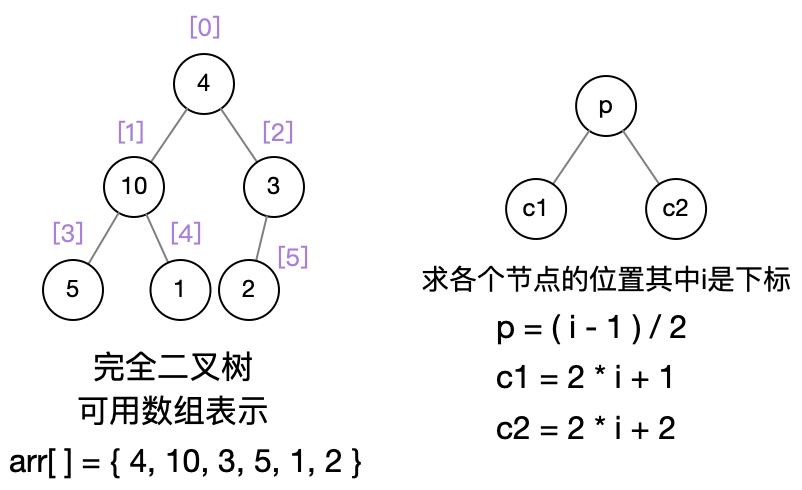 [0]
4
[1]
[2]
10
3
[3]
[4]
[5]
5
1
2
完全二叉树
可用数组表示
arr[ ] = { 4, 10, 3, 5, 1, 2 }
p
c1
c2
求各个节点的位置其中i是下标
p = ( i - 1 ) / 2
c1 = 2 * i + 1
c2 = 2 * i + 2